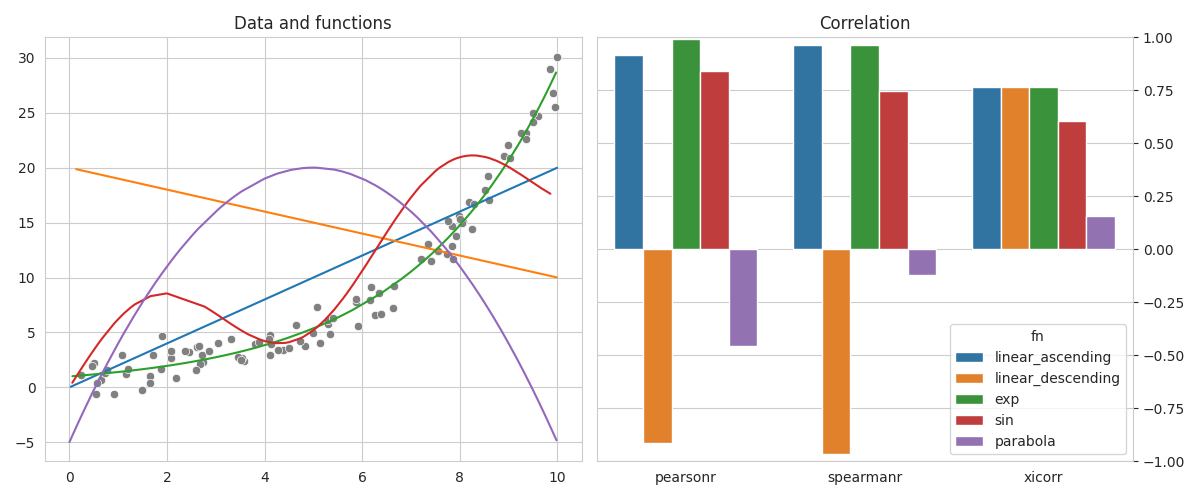 Data and functions
30
25
20
15
10
5
0
−5
0 2 4 6 8 10
Correlation
1.00
0.75
0.50
0.25
0.00
−0.25
−0.50
−0.75
−1.00
fn
linear_ascending
linear_descending
exp
sin
parabola
pearsonr spearmanr xicorr